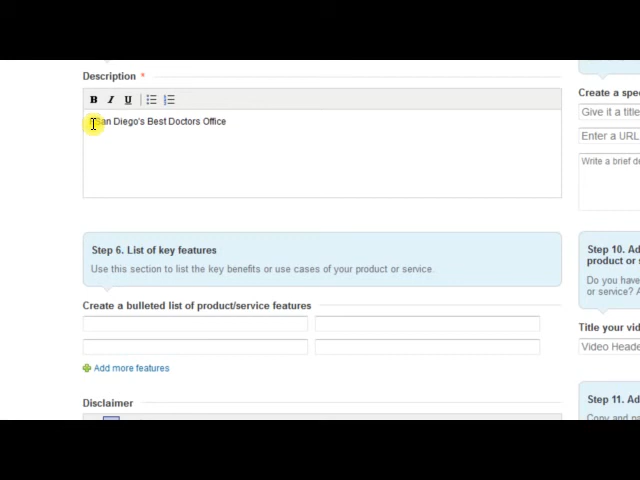 Description *
B I U
San Diego's Best Doctors Office
Step 6. List of key features
Use this section to list the key benefits or use cases of your product or service.
Create a bulleted list of product/service features
Add more features
Disclaimer
Create a spe
Give it a title
Enter a URL
Write a brief de
Step 10. Ad
product or s
Do you have
or service? A
Title your vid
Video Heade
Step 11. Ad
Copy and pa